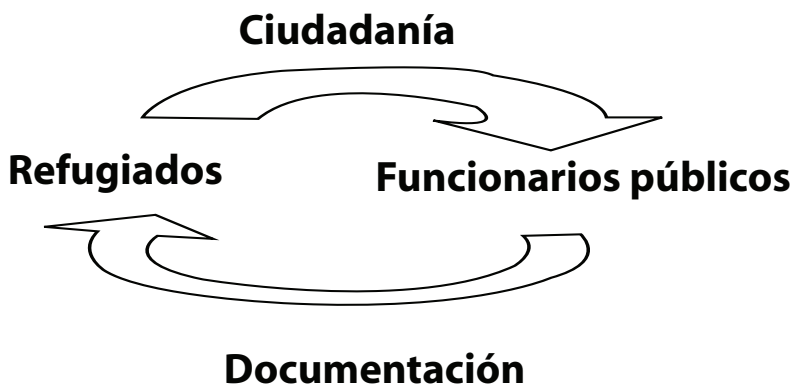 Ciudadanía
Refugiados
Funcionarios públicos
Documentación